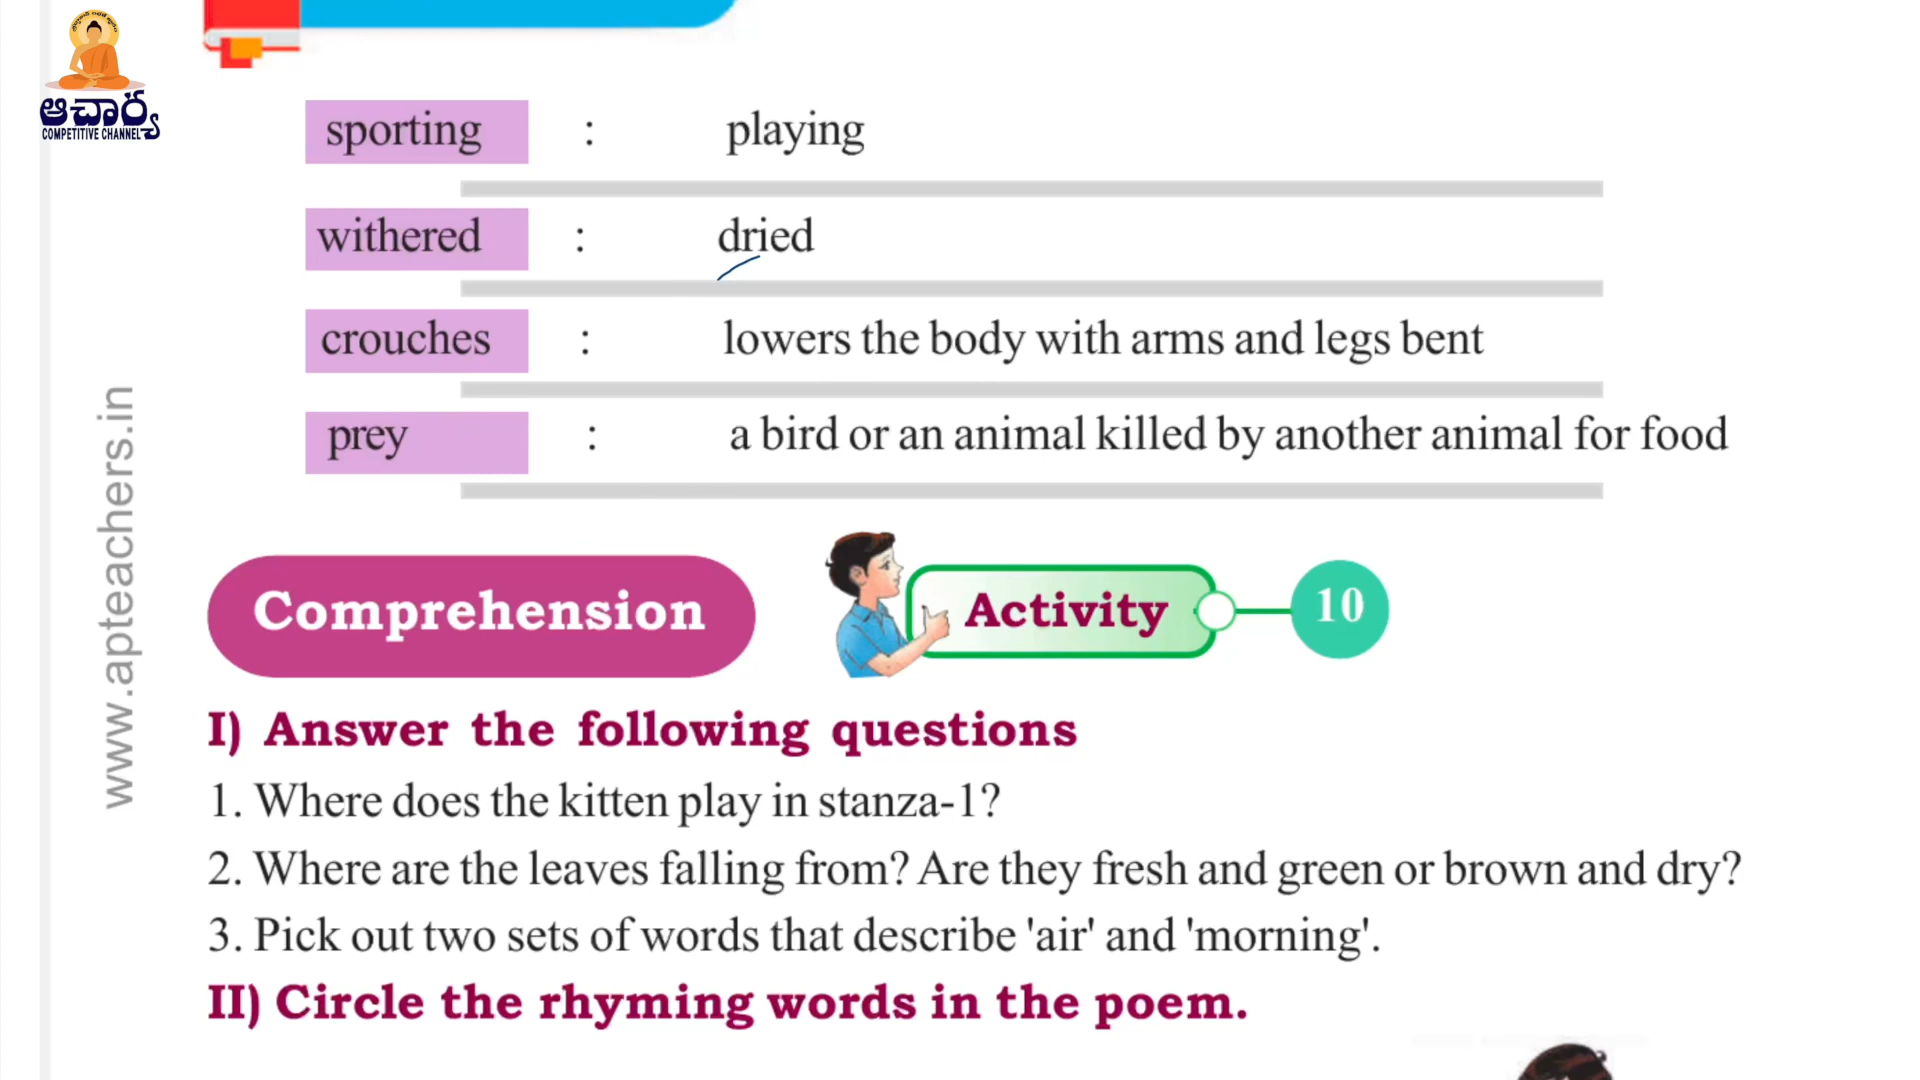 ఆచార్య
COMPETITIVE CHANNEL
sporting : playing
withered : dried
crouches : lowers the body with arms and legs bent
prey : a bird or an animal killed by another animal for food
www.apteachers.in
Comprehension
Activity 10
I) Answer the following questions
1. Where does the kitten play in stanza-1?
2. Where are the leaves falling from? Are they fresh and green or brown and dry?
3. Pick out two sets of words that describe 'air' and 'morning'.
II) Circle the rhyming words in the poem.